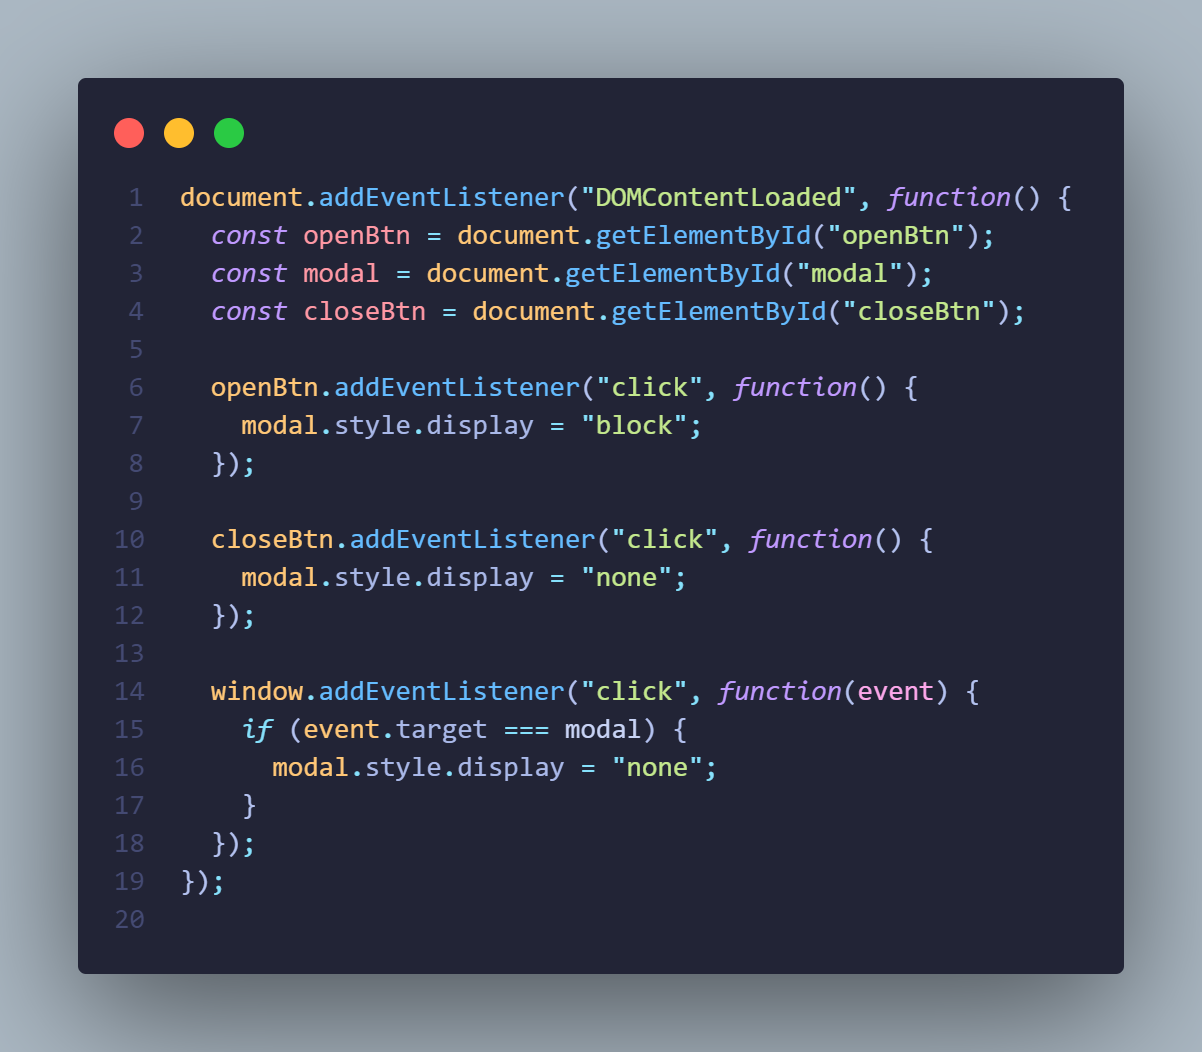 1 document.addEventListener("DOMContentLoaded", function() {
2   const openBtn = document.getElementById("openBtn");
3   const modal = document.getElementById("modal");
4   const closeBtn = document.getElementById("closeBtn");
5
6   openBtn.addEventListener("click", function() {
7     modal.style.display = "block";
8   });
9
10   closeBtn.addEventListener("click", function() {
11     modal.style.display = "none";
12   });
13
14   window.addEventListener("click", function(event) {
15     if (event.target === modal) {
16       modal.style.display = "none";
17     }
18   });
19 });
20